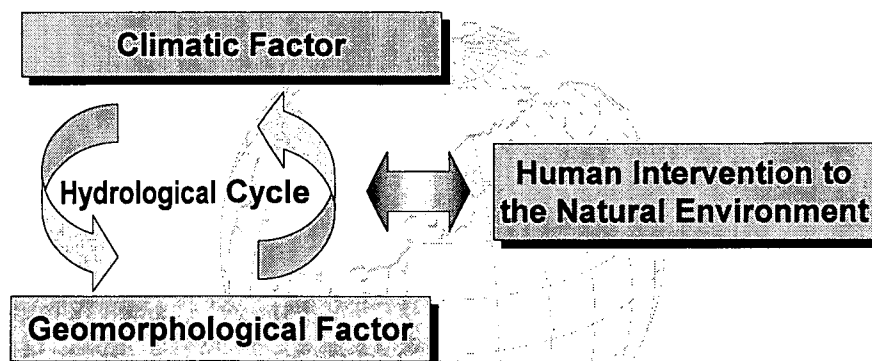 Climatic Factor
Hydrological Cycle
Human Intervention to
the Natural Environment
Geomorphological Factor